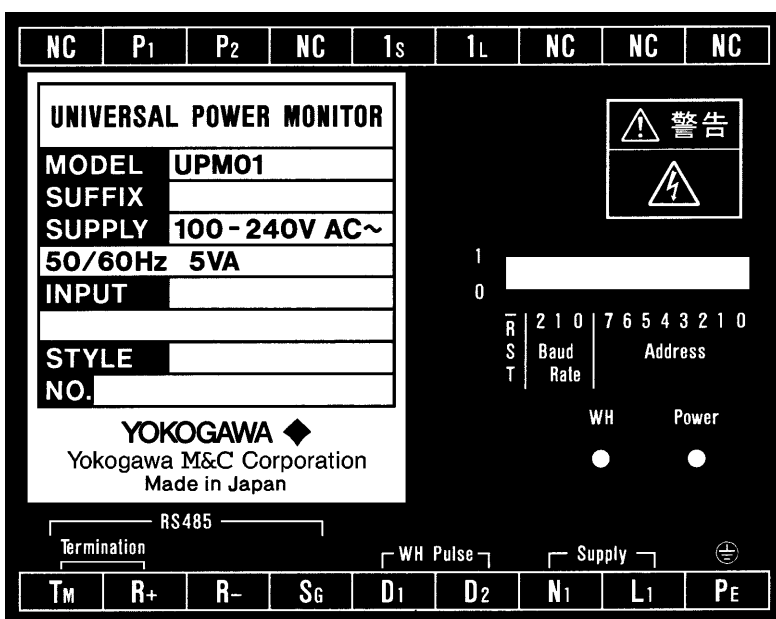 NC P1 P2 NC 1S 1L NC NC NC
UNIVERSAL POWER MONITOR
MODEL UPM01
SUFFIX
SUPPLY 100-240V AC~
50/60Hz 5VA
INPUT
STYLE
NO.
YOKOGAWA
Yokogawa M&C Corporation
Made in Japan
警告
1
0
RST
2 1 0
Baud
Rate
7 6 5 4 3 2 1 0
Address
WH Power
RS485
Termination
WH Pulse
Supply
TM R+ R- SG D1 D2 N1 L1 PE